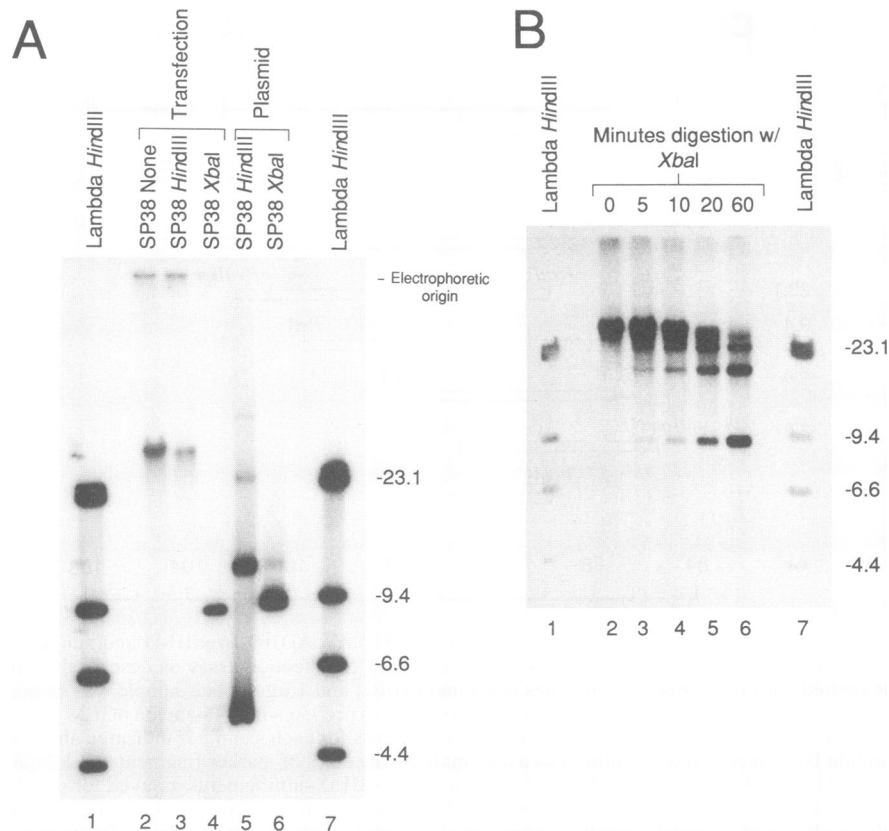 A
Transfection
Plasmid
Lambda HindIII
SP38 None
SP38 HindIII
SP38 XbaI
SP38 HindIII
SP38 XbaI
Lambda HindIII
- Electrophoretic
origin
-23.1
-9.4
-6.6
-4.4
1 2 3 4 5 6 7
B
Lambda HindIII
Minutes digestion w/
XbaI
0 5 10 20 60
Lambda HindIII
-23.1
-9.4
-6.6
-4.4
1 2 3 4 5 6 7